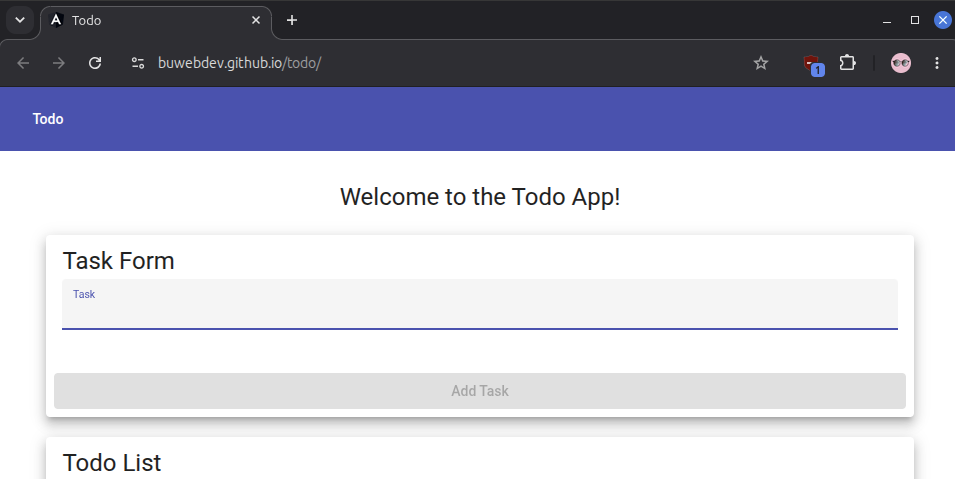 Todo
buwebdev.github.io/todo/
1
Todo
Welcome to the Todo App!
Task Form
Task
Add Task
Todo List